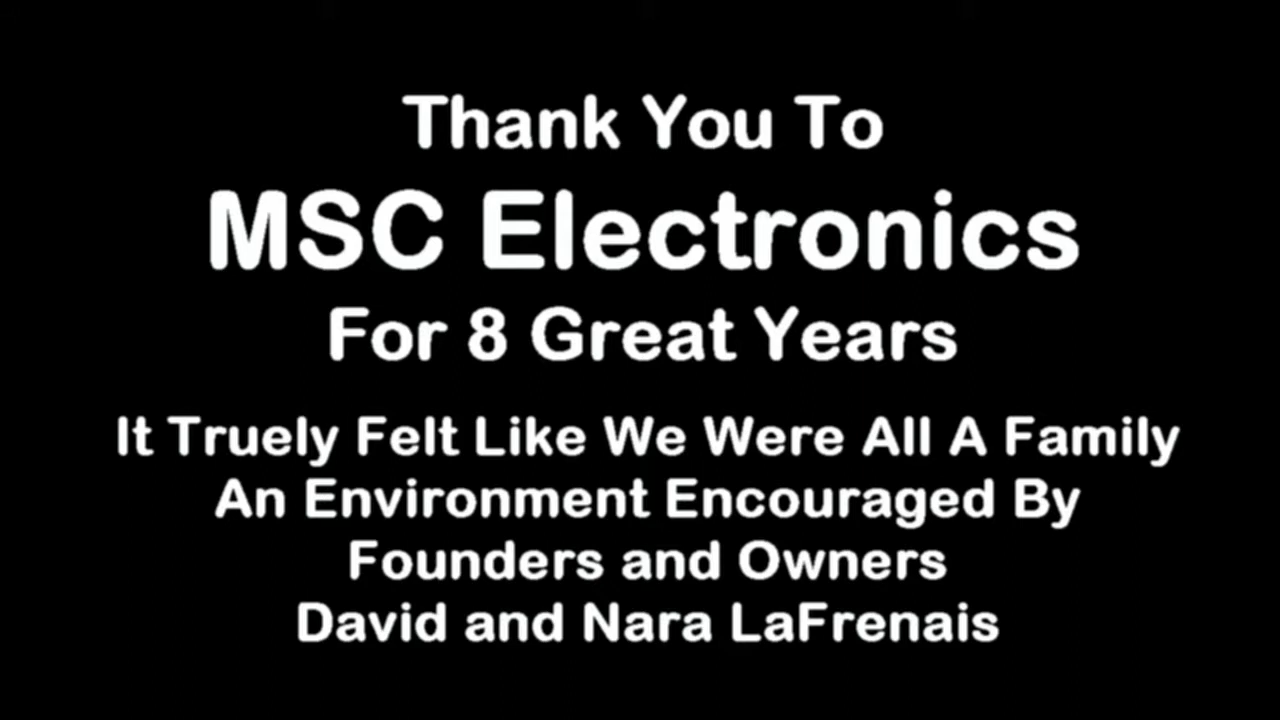 Thank You To
MSC Electronics
For 8 Great Years
It Truely Felt Like We Were All A Family
An Environment Encouraged By
Founders and Owners
David and Nara LaFrenais